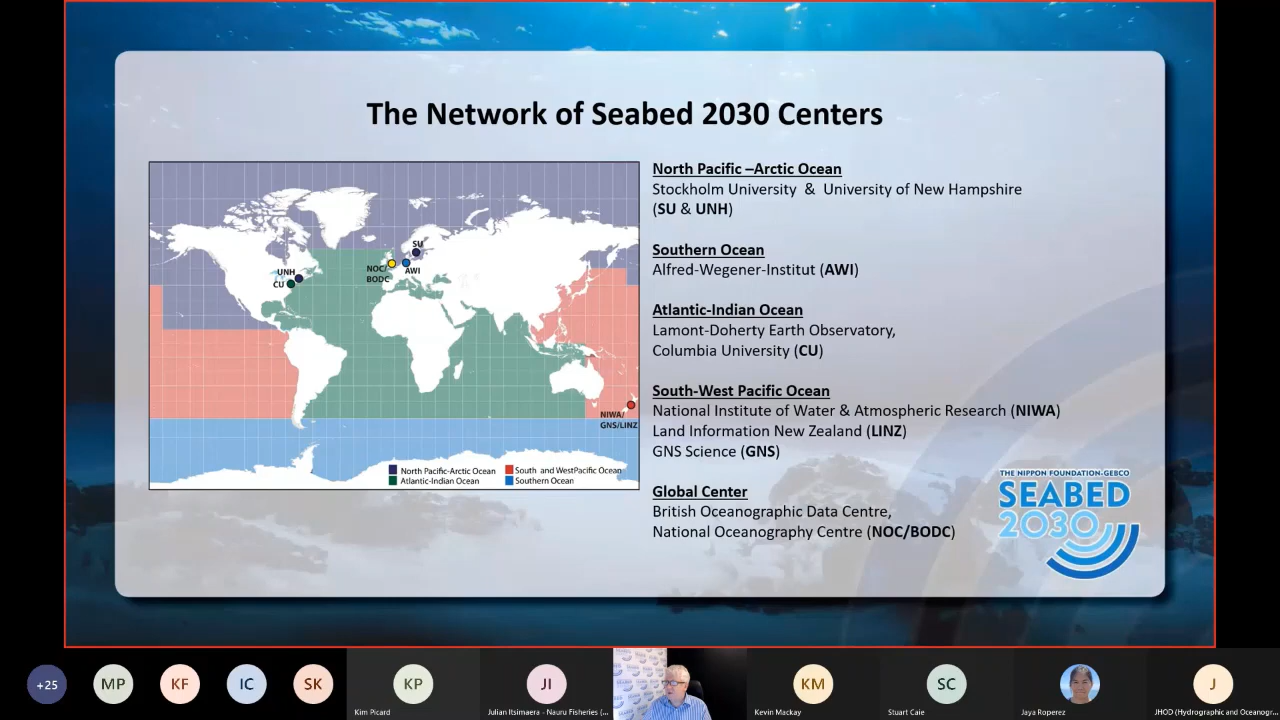 The Network of Seabed 2030 Centers
SU
NOC/
BODC
AWI
UNH
CU
NIWA/
GNS/LINZ
North Pacific-Arctic Ocean
South and WestPacific Ocean
Atlantic-Indian Ocean
Southern Ocean
North Pacific –Arctic Ocean
Stockholm University & University of New Hampshire
(SU & UNH)
Southern Ocean
Alfred-Wegener-Institut (AWI)
Atlantic-Indian Ocean
Lamont-Doherty Earth Observatory,
Columbia University (CU)
South-West Pacific Ocean
National Institute of Water & Atmospheric Research (NIWA)
Land Information New Zealand (LINZ)
GNS Science (GNS)
Global Center
British Oceanographic Data Centre,
National Oceanography Centre (NOC/BODC)
THE NIPPON FOUNDATION-GEBCO
SEABED
2030
+25
MP
KF
IC
SK
KP
Kim Picard
JI
Julian Itsimaera - Nauru Fisheries (...
KM
Kevin Mackay
SC
Stuart Caie
Jaya Roperez
J
JHOD (Hydrographic and Oceanogr...